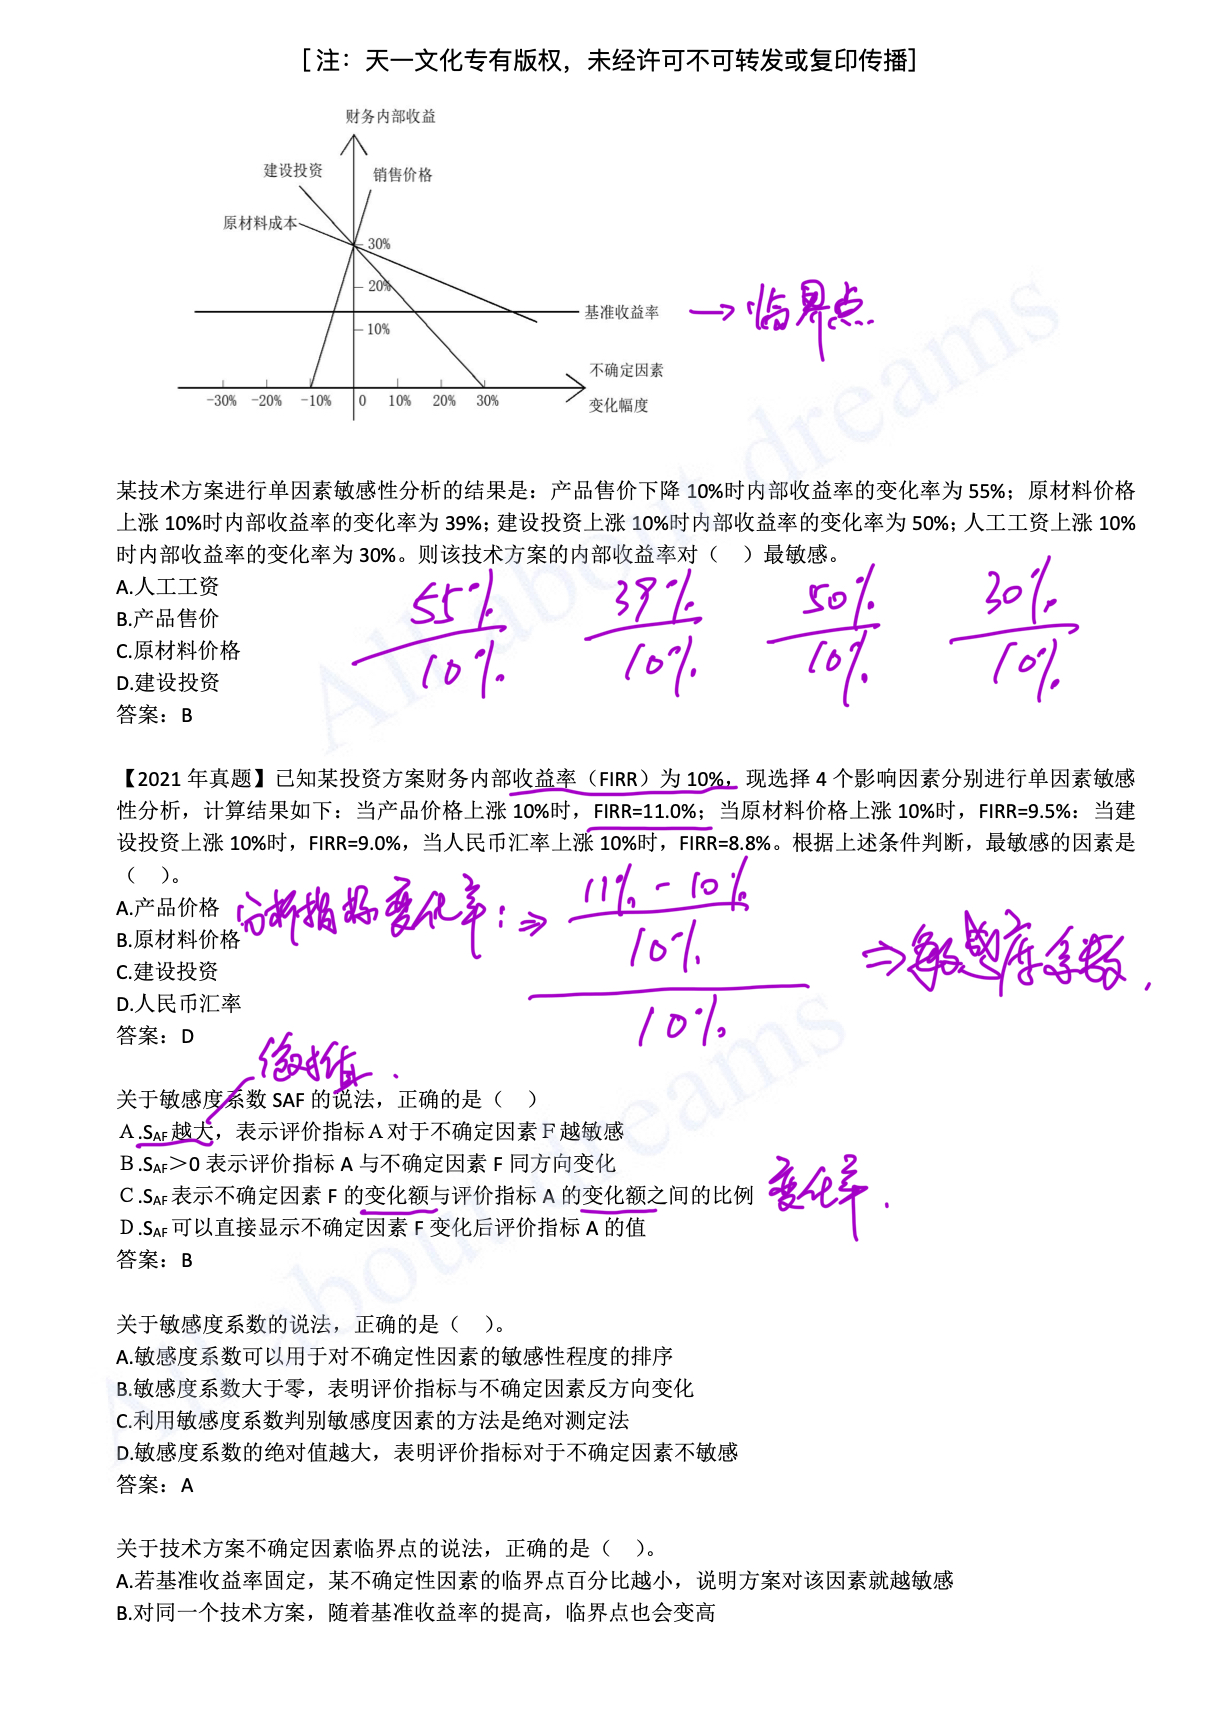 [ 注：天一文化专有版权，未经许可不可转发或复印传播]
财务内部收益
建设投资
销售价格
原材料成本
30%
20%
基准收益率
→临界点
10%
不确定因素
-30% -20% -10% 0 10% 20% 30%
变化幅度
某技术方案进行单因素敏感性分析的结果是：产品售价下降 10%时内部收益率的变化率为 55%；原材料价格
上涨 10%时内部收益率的变化率为 39%；建设投资上涨 10%时内部收益率的变化率为 50%；人工工资上涨 10%
时内部收益率的变化率为 30%。则该技术方案的内部收益率对（ ）最敏感。
A.人工工资
B.产品售价
C.原材料价格
D.建设投资
55% 39% 50% 30%
10% 10% 10% 10%
答案：B
【2021 年真题】已知某投资方案财务内部收益率（FIRR）为 10%，现选择 4 个影响因素分别进行单因素敏感
性分析，计算结果如下：当产品价格上涨 10%时，FIRR=11.0%；当原材料价格上涨 10%时，FIRR=9.5%：当建
设投资上涨 10%时，FIRR=9.0%，当人民币汇率上涨 10%时，FIRR=8.8%。根据上述条件判断，最敏感的因素是
（ ）。
A.产品价格
B.原材料价格
C.建设投资
D.人民币汇率
分析指标变化率：⇒
11% - 10%
10%
10%
⇒敏感度系数.
答案：D
绝对值.
关于敏感度系数 SAF 的说法，正确的是（ ）
Ａ.SAF 越大，表示评价指标Ａ对于不确定因素Ｆ越敏感
Ｂ.SAF＞0 表示评价指标 A 与不确定因素 F 同方向变化
Ｃ.SAF 表示不确定因素 F 的变化额与评价指标 A 的变化额之间的比例
变化率.
Ｄ.SAF 可以直接显示不确定因素 F 变化后评价指标 A 的值
答案：B
关于敏感度系数的说法，正确的是（ ）。
A.敏感度系数可以用于对不确定性因素的敏感性程度的排序
B.敏感度系数大于零，表明评价指标与不确定因素反方向变化
C.利用敏感度系数判别敏感度因素的方法是绝对测定法
D.敏感度系数的绝对值越大，表明评价指标对于不确定因素不敏感
答案：A
关于技术方案不确定因素临界点的说法，正确的是（ ）。
A.若基准收益率固定，某不确定性因素的临界点百分比越小，说明方案对该因素就越敏感
B.对同一个技术方案，随着基准收益率的提高，临界点也会变高
All about dreams
All about dreams